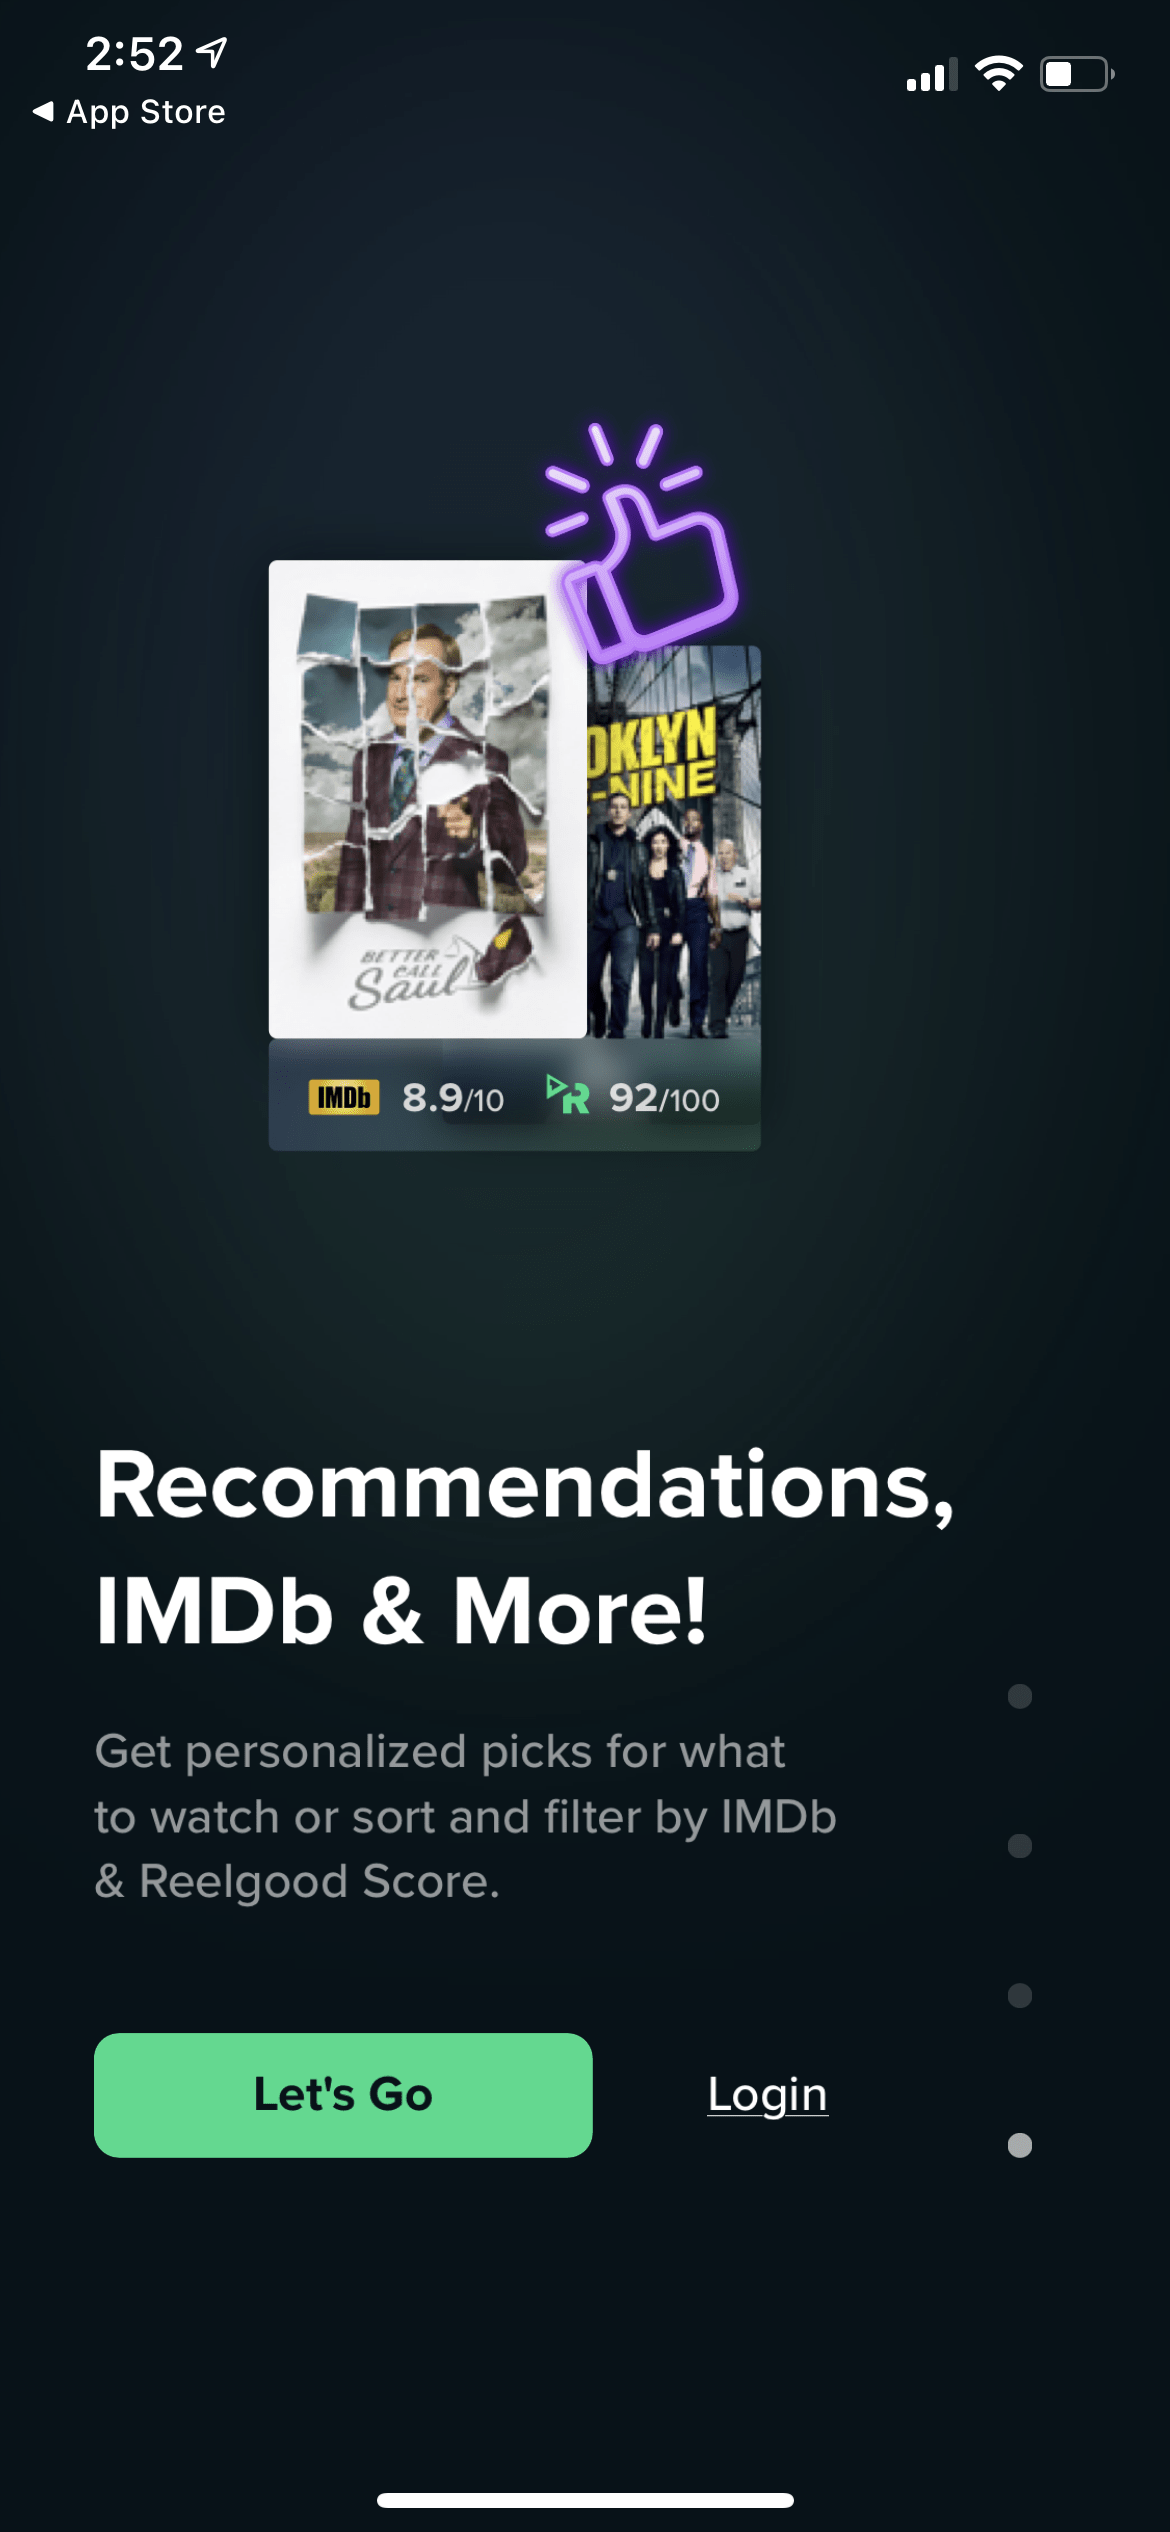 2:52
App Store
OKLYN
-NINE
BETTER
CALL
Saul
IMDb 8.9/10 R 92/100
Recommendations,
IMDb & More!
Get personalized picks for what
to watch or sort and filter by IMDb
& Reelgood Score.
Let's Go
Login